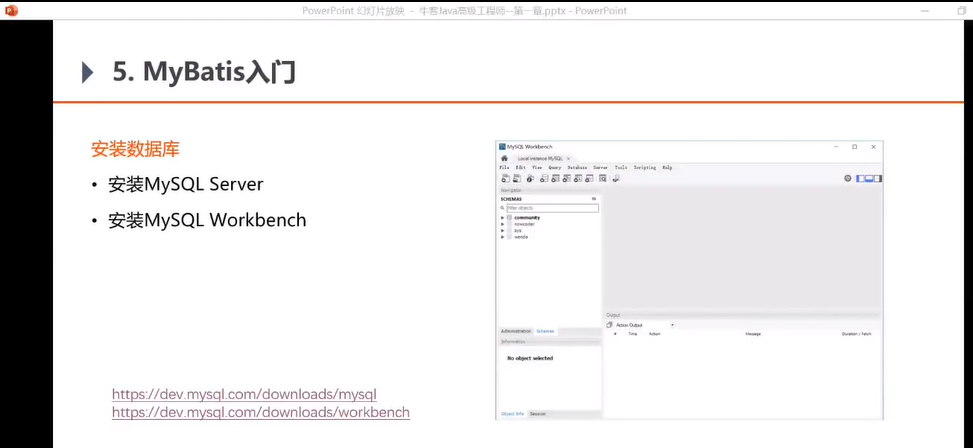 PowerPoint 幻灯片放映 - 牛客Java高级工程师--第一章.pptx - PowerPoint
5. MyBatis入门
安装数据库
• 安装MySQL Server
• 安装MySQL Workbench
https://dev.mysql.com/downloads/mysql
https://dev.mysql.com/downloads/workbench
MySQL Workbench
Local instance MySQL
File Edit View Query Database Server Tools Scripting Help
Navigator
SCHEMAS
Filter objects
community
nowcoder
sys
wenda
Administration Schemas
Information
No object selected
Object Info Session
Output
Action Output
# Time Action Message Duration / Fetch